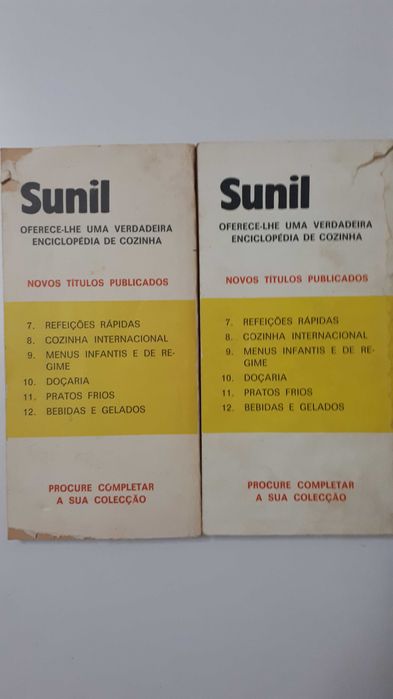 Sunil
OFERECE-LHE UMA VERDADEIRA
ENCICLOPÉDIA DE COZINHA
NOVOS TÍTULOS PUBLICADOS
7. REFEIÇÕES RÁPIDAS
8. COZINHA INTERNACIONAL
9. MENUS INFANTIS E DE RE-
GIME
10. DOÇARIA
11. PRATOS FRIOS
12. BEBIDAS E GELADOS
PROCURE COMPLETAR
A SUA COLECÇÃO
Sunil
OFERECE-LHE UMA VERDADEIRA
ENCICLOPÉDIA DE COZINHA
NOVOS TÍTULOS PUBLICADOS
7. REFEIÇÕES RÁPIDAS
8. COZINHA INTERNACIONAL
9. MENUS INFANTIS E DE RE-
GIME
10. DOÇARIA
11. PRATOS FRIOS
12. BEBIDAS E GELADOS
PROCURE COMPLETAR
A SUA COLECÇÃO